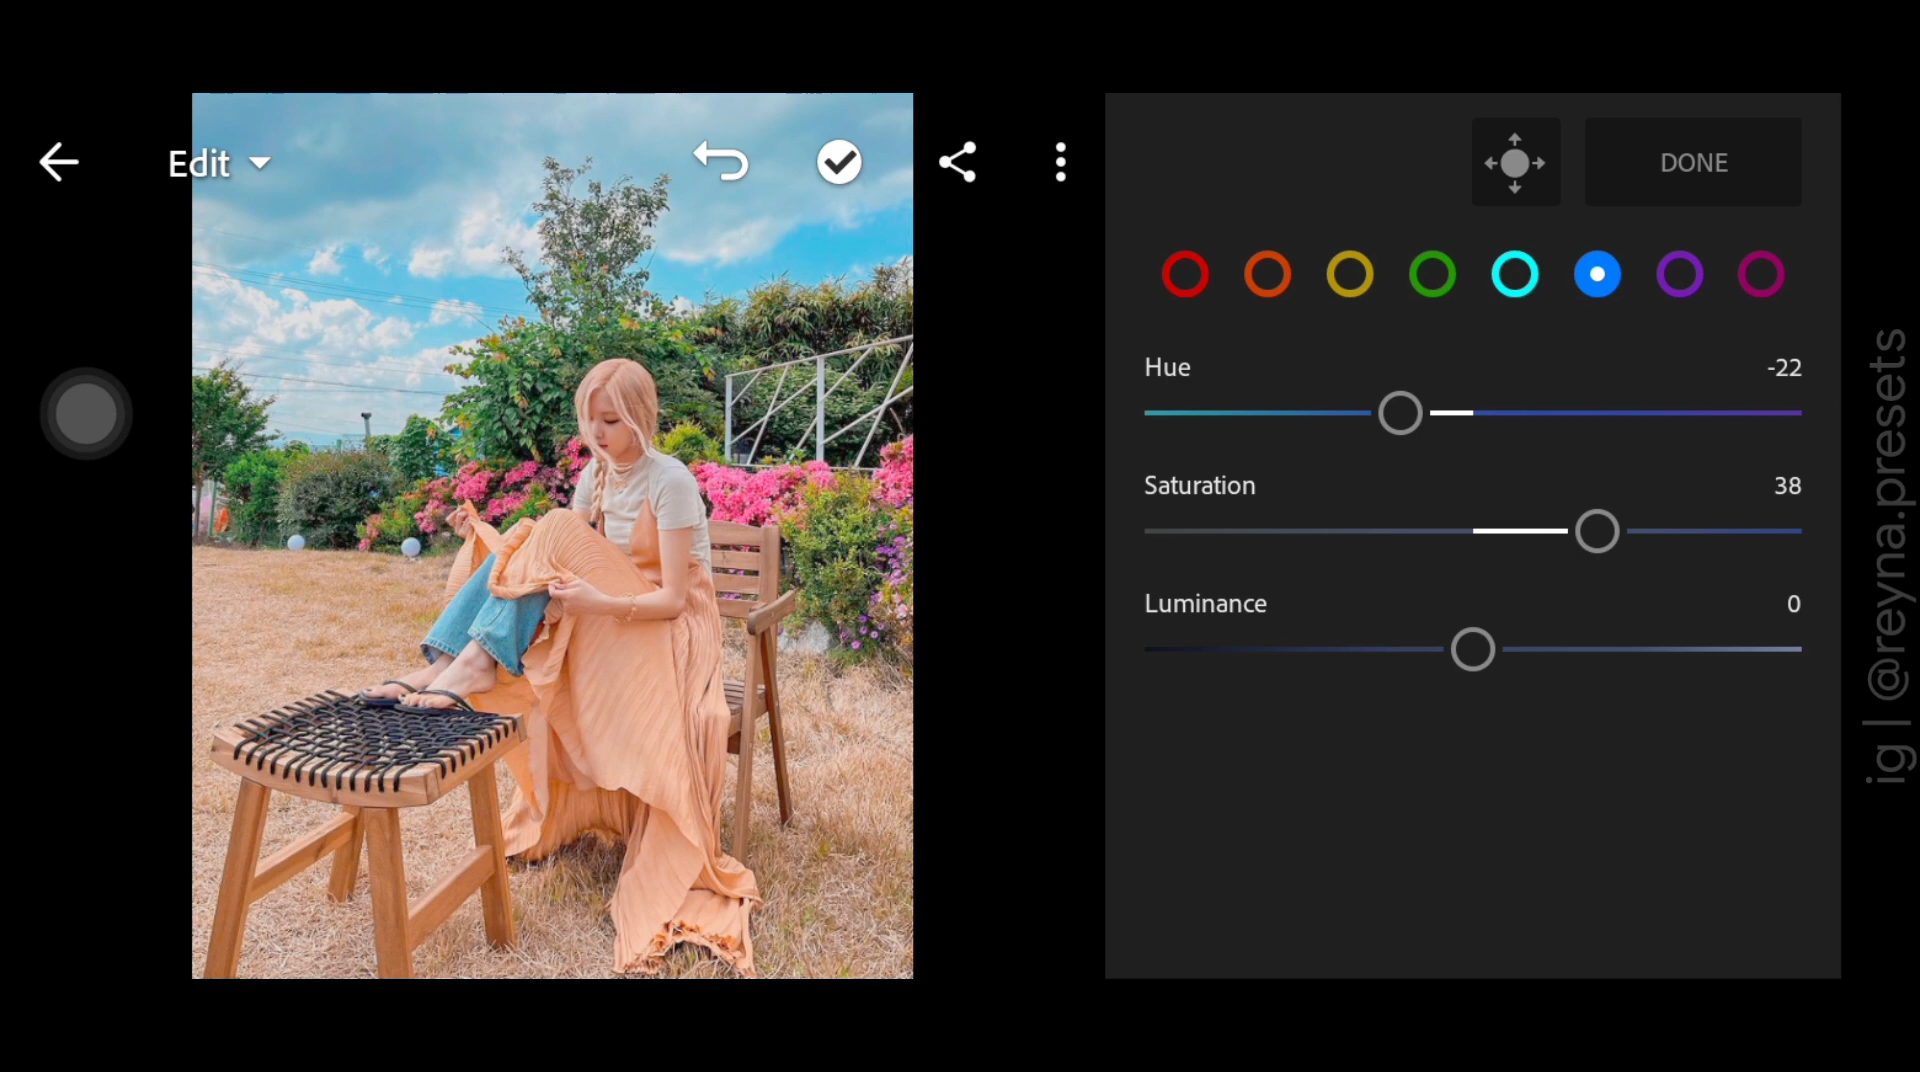 Edit
DONE
Hue -22
Saturation 38
Luminance 0
ig | @reyna.presets